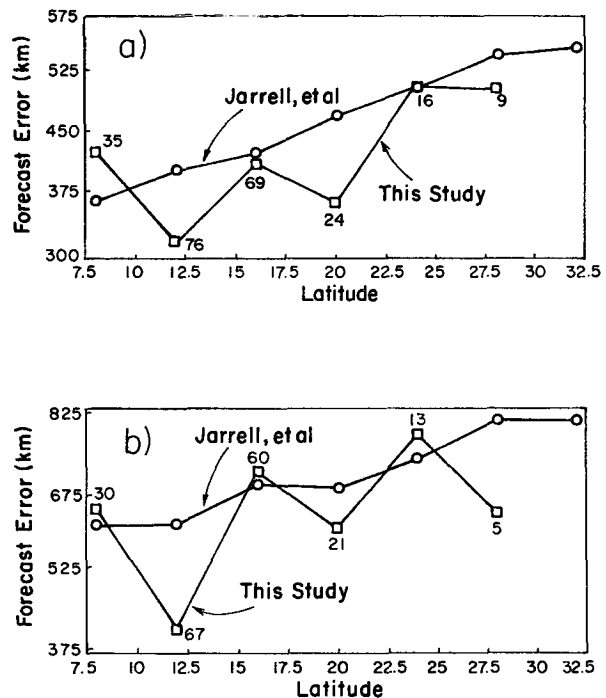 a)
Forecast Error (km)
575
525
450
375
300
Jarrell, et al
This Study
35
76
69
24
16
9
7.5 10 12.5 15 17.5 20 22.5 25 27.5 30 32.5
Latitude
b)
Forecast Error (km)
825
675
525
375
Jarrell, et al
This Study
30
67
60
21
13
5
7.5 10 12.5 15 17.5 20 22.5 25 27.5 30 32.5
Latitude